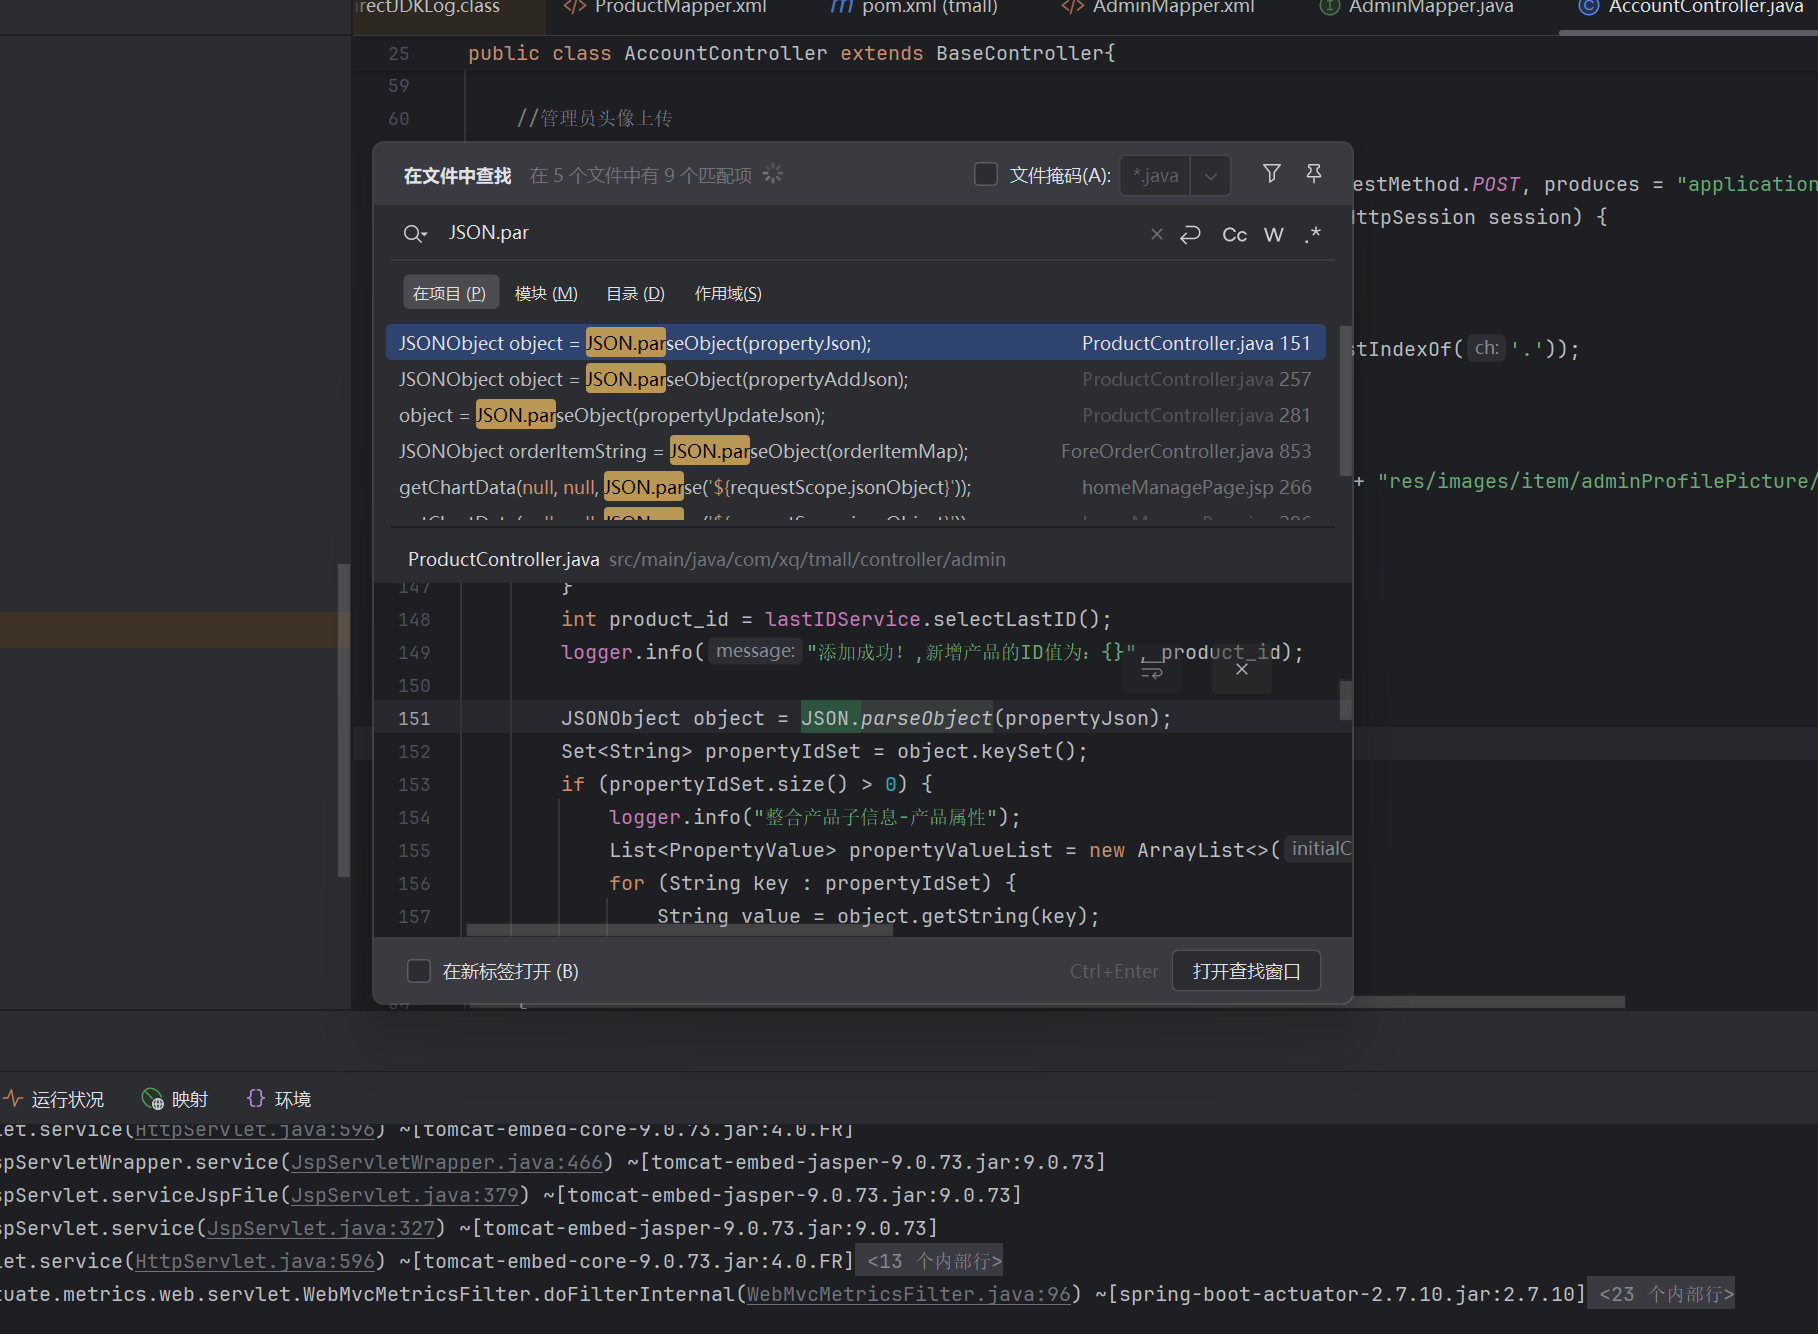 irectJDKLog.class ProductMapper.xml pom.xml (tmall) AdminMapper.xml AdminMapper.java AccountController.java
25 public class AccountController extends BaseController{
59
60 //管理员头像上传
在文件中查找 在 5 个文件中有 9 个匹配项 文件掩码(A): *.java
estMethod.POST, produces = "application
HttpSession session) {
JSON.par Cc W .*
在项目 (P) 模块 (M) 目录 (D) 作用域(S)
JSONObject object = JSON.parseObject(propertyJson); ProductController.java 151
stIndexOf( ch: '.'));
JSONObject object = JSON.parseObject(propertyAddJson); ProductController.java 257
object = JSON.parseObject(propertyUpdateJson); ProductController.java 281
JSONObject orderItemString = JSON.parseObject(orderItemMap); ForeOrderController.java 853
getChartData(null, null, JSON.parse('${requestScope.jsonObject}')); homeManagePage.jsp 266
+ "res/images/item/adminProfilePicture/
ProductController.java src/main/java/com/xq/tmall/controller/admin
147 }
148 int product_id = lastIDService.selectLastID();
149 logger.info( message: "添加成功！,新增产品的ID值为：{}", product_id);
150
151 JSONObject object = JSON.parseObject(propertyJson);
152 Set<String> propertyIdSet = object.keySet();
153 if (propertyIdSet.size() > 0) {
154 logger.info("整合产品子信息-产品属性");
155 List<PropertyValue> propertyValueList = new ArrayList<>( initialC
156 for (String key : propertyIdSet) {
157 String value = object.getString(key);
在新标签打开 (B) Ctrl+Enter 打开查找窗口
运行状况 映射 环境
let.service(HttpServlet.java:596) ~[tomcat-embed-core-9.0.73.jar:4.0.FR]
spServletWrapper.service(JspServletWrapper.java:466) ~[tomcat-embed-jasper-9.0.73.jar:9.0.73]
spServlet.serviceJspFile(JspServlet.java:379) ~[tomcat-embed-jasper-9.0.73.jar:9.0.73]
spServlet.service(JspServlet.java:327) ~[tomcat-embed-jasper-9.0.73.jar:9.0.73]
let.service(HttpServlet.java:596) ~[tomcat-embed-core-9.0.73.jar:4.0.FR] <13 个内部行>
tuate.metrics.web.servlet.WebMvcMetricsFilter.doFilterInternal(WebMvcMetricsFilter.java:96) ~[spring-boot-actuator-2.7.10.jar:2.7.10] <23 个内部行>